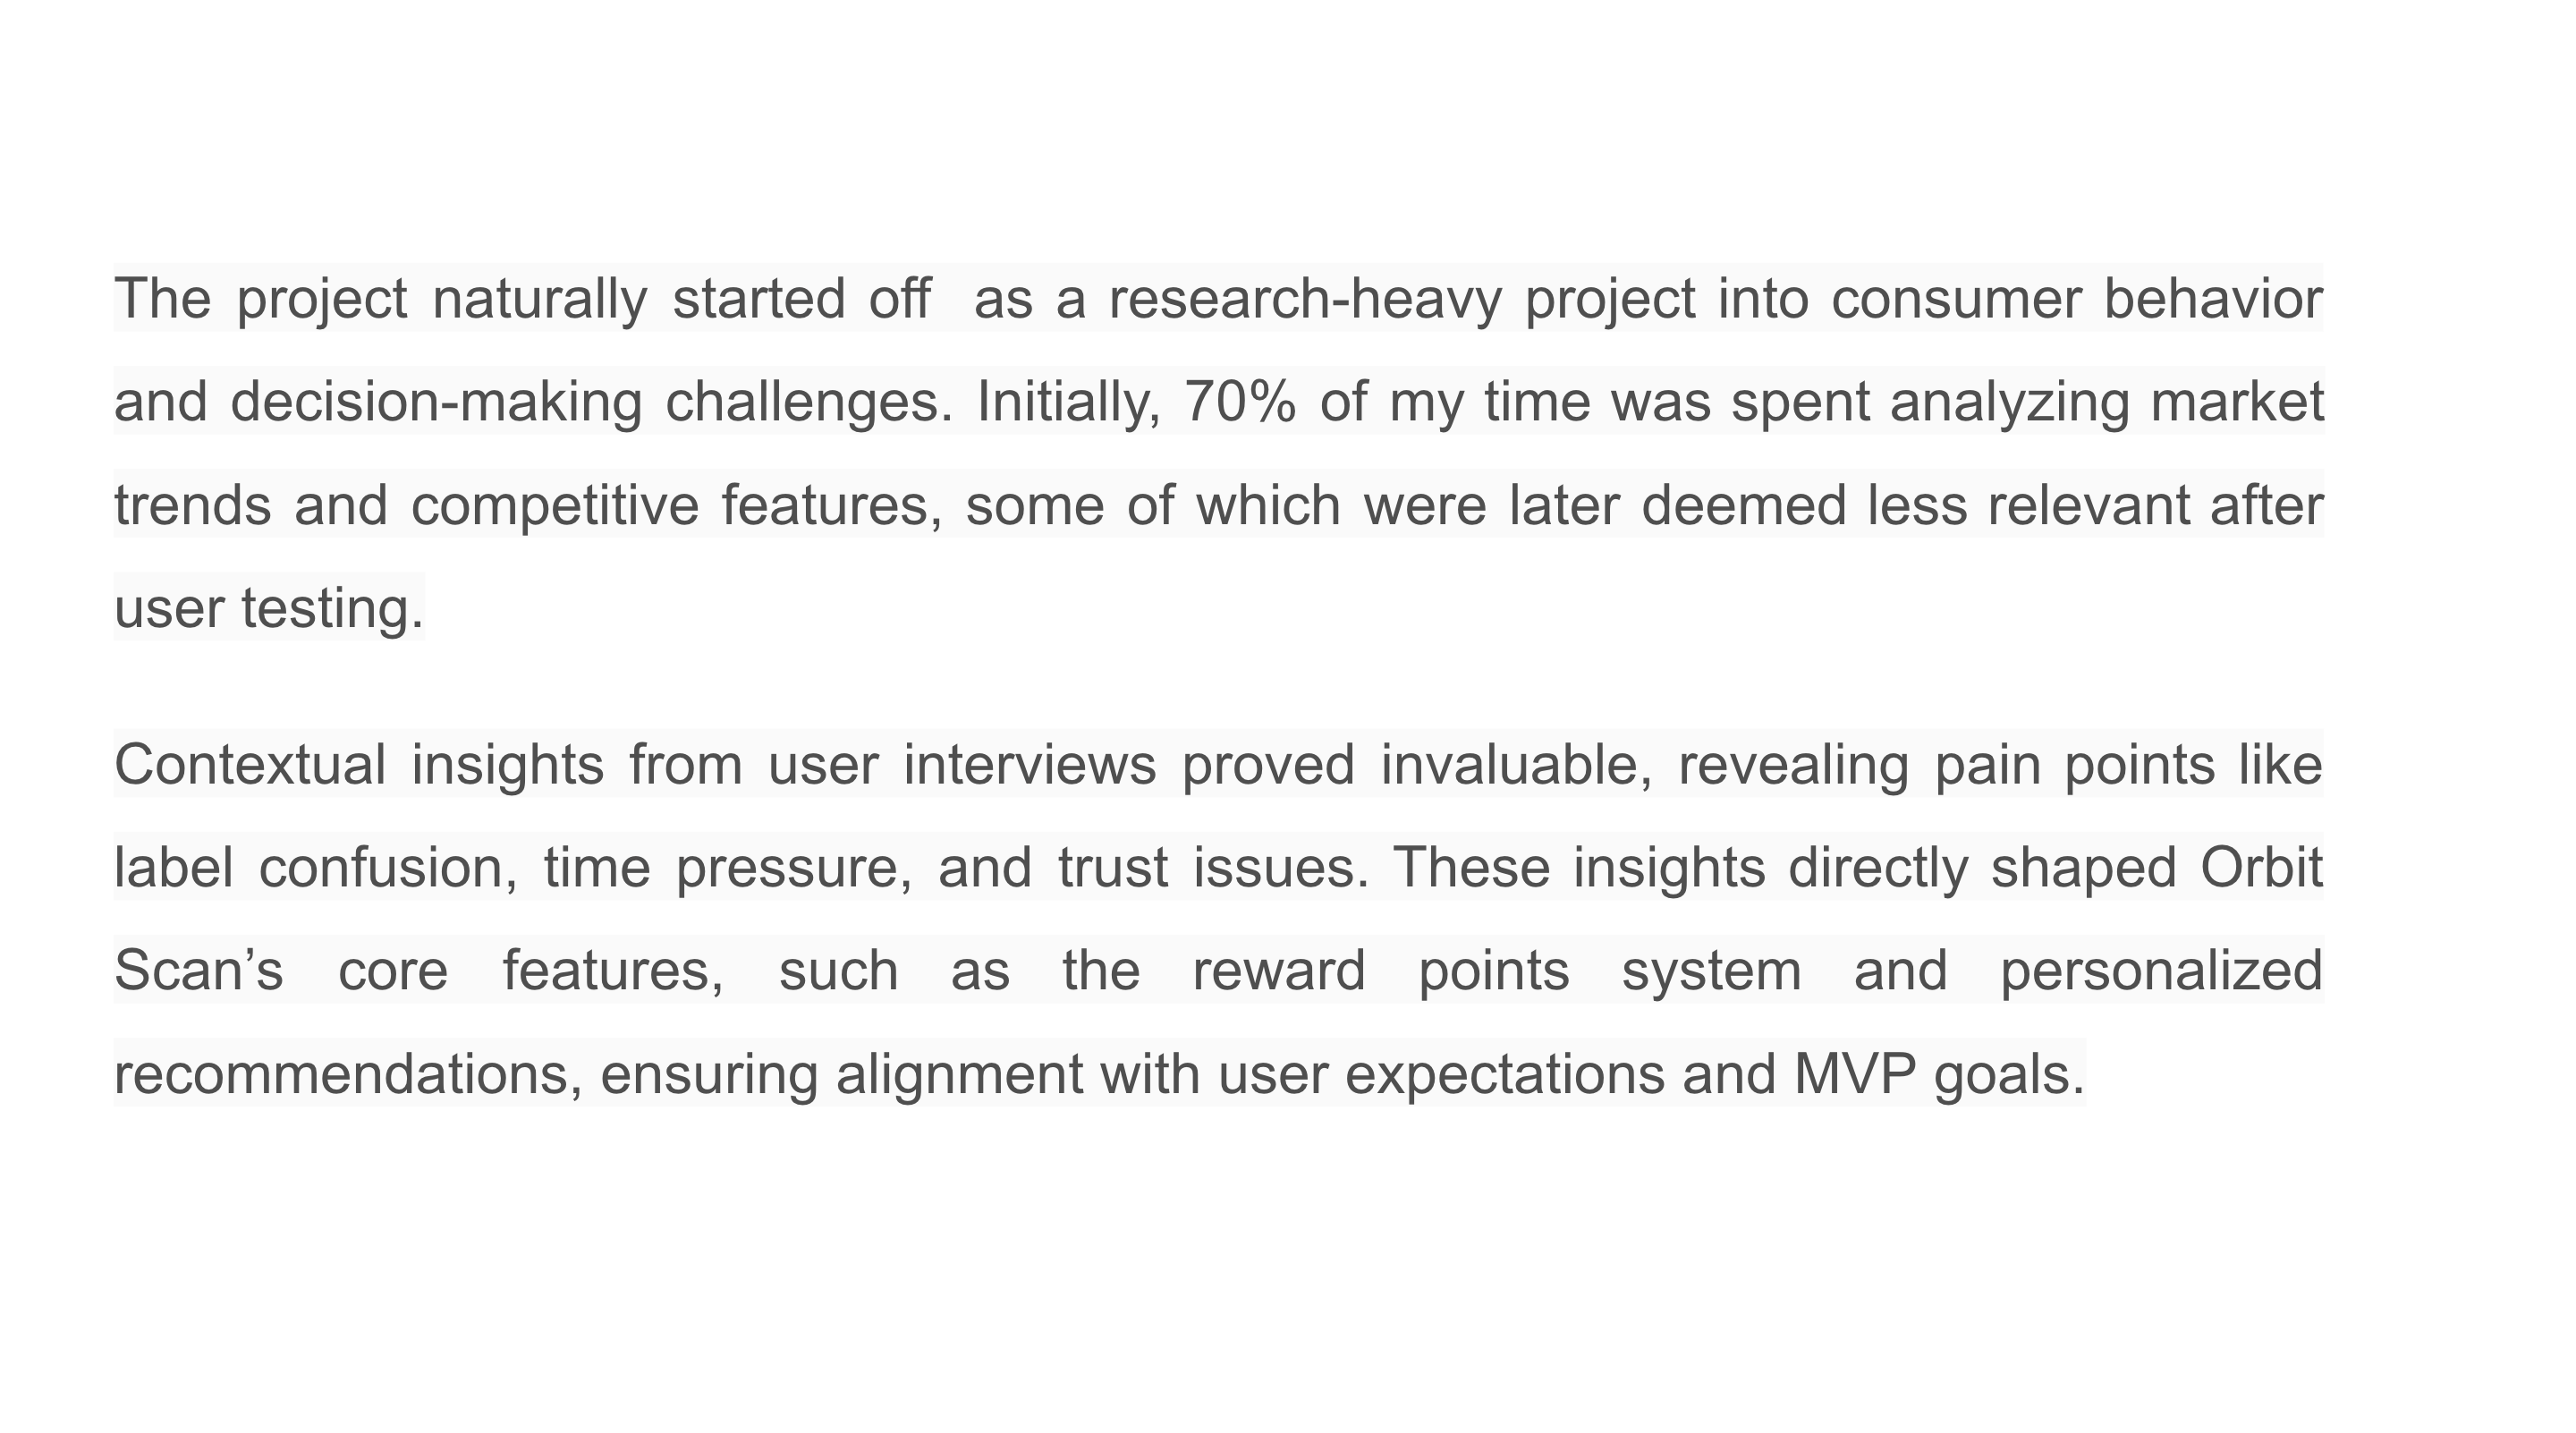 The project naturally started off  as a research-heavy project into consumer behavior
and decision-making challenges. Initially, 70% of my time was spent analyzing market
trends and competitive features, some of which were later deemed less relevant after
user testing.
Contextual insights from user interviews proved invaluable, revealing pain points like
label confusion, time pressure, and trust issues. These insights directly shaped Orbit
Scan’s core features, such as the reward points system and personalized
recommendations, ensuring alignment with user expectations and MVP goals.